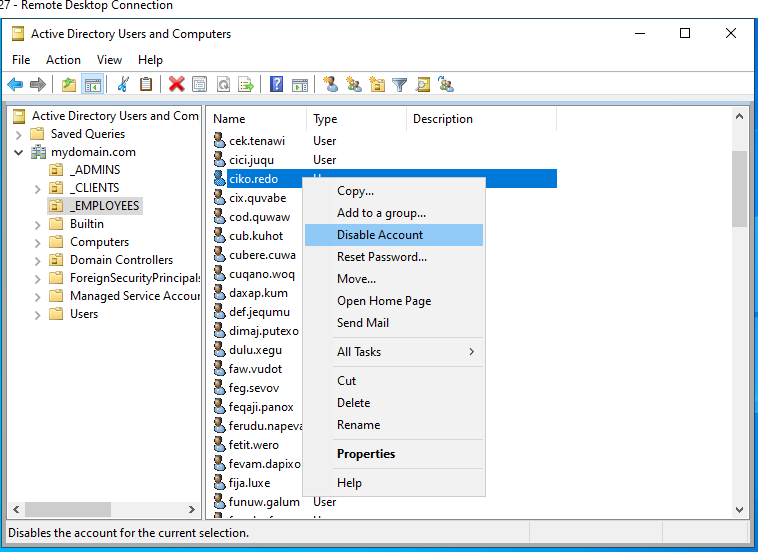 27 - Remote Desktop Connection
Active Directory Users and Computers
File Action View Help
Active Directory Users and Com
Saved Queries
mydomain.com
_ADMINS
_CLIENTS
_EMPLOYEES
Builtin
Computers
Domain Controllers
ForeignSecurityPrincipals
Managed Service Accour
Users
Name Type Description
cek.tenawi User
cici.juqu User
ciko.redo
cix.quvabe
cod.quwaw
cub.kuhot
cubere.cuwa
cuqano.woq
daxap.kum
def.jequmu
dimaj.putexo
dulu.xegu
faw.vudot
feg.sevov
feqaji.panox
ferudu.napeva
fetit.wero
fevam.dapixo
fija.luxe
funuw.galum User
Copy...
Add to a group...
Disable Account
Reset Password...
Move...
Open Home Page
Send Mail
All Tasks
Cut
Delete
Rename
Properties
Help
Disables the account for the current selection.